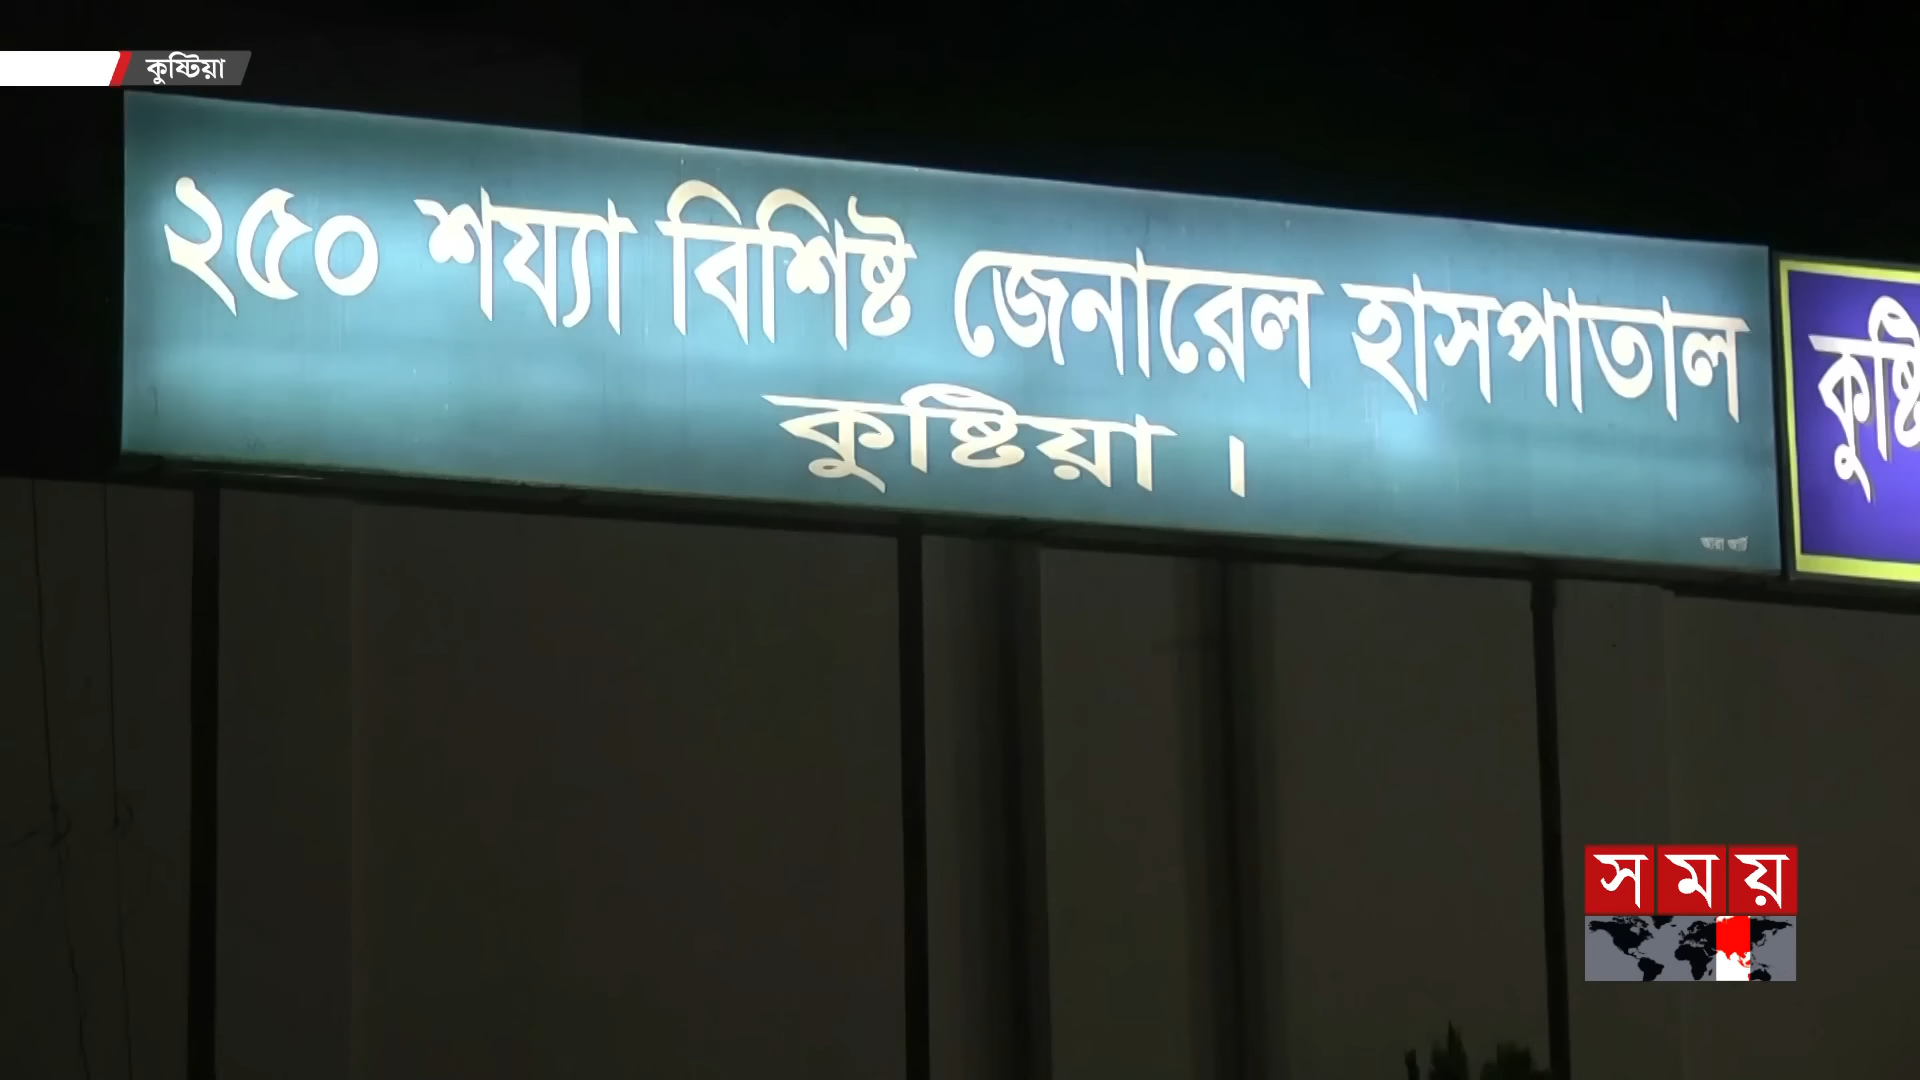 কুষ্টিয়া
২৫০ শয্যা বিশিষ্ট জেনারেল হাসপাতাল
কুষ্টিয়া ।
সময়